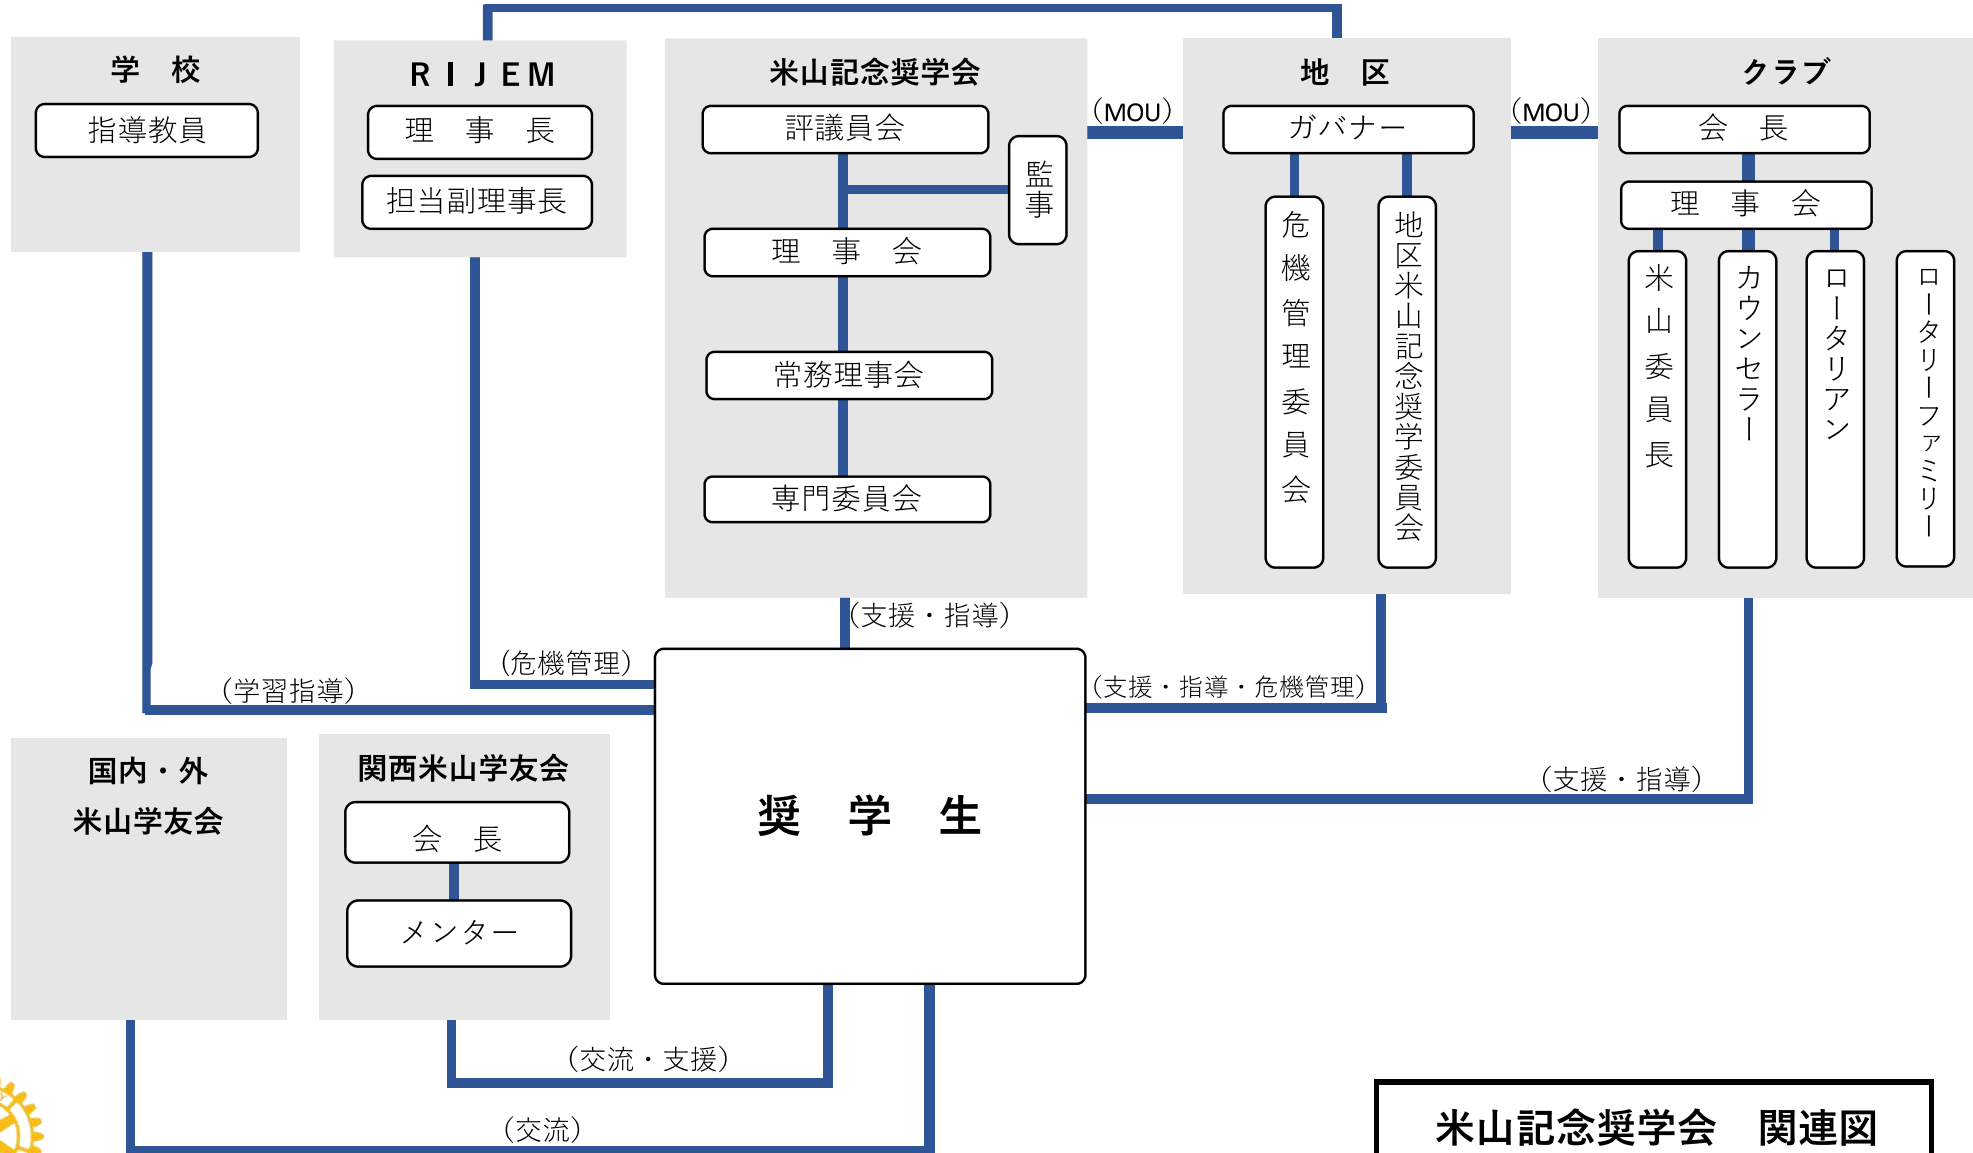 学 校
指導教員
ＲＩＪＥＭ
理 事 長
担当副理事長
米山記念奨学会
評議員会
監事
理 事 会
常務理事会
専門委員会
（MOU）
地 区
ガバナー
危機管理委員会
地区米山記念奨学委員会
（MOU）
クラブ
会 長
理 事 会
米山委員長
カウンセラー
ロータリアン
ロータリーファミリー
（支援・指導）
（危機管理）
（学習指導）
（支援・指導・危機管理）
（支援・指導）
国内・外
米山学友会
関西米山学友会
会 長
メンター
奨 学 生
（交流・支援）
（交流）
米山記念奨学会 関連図